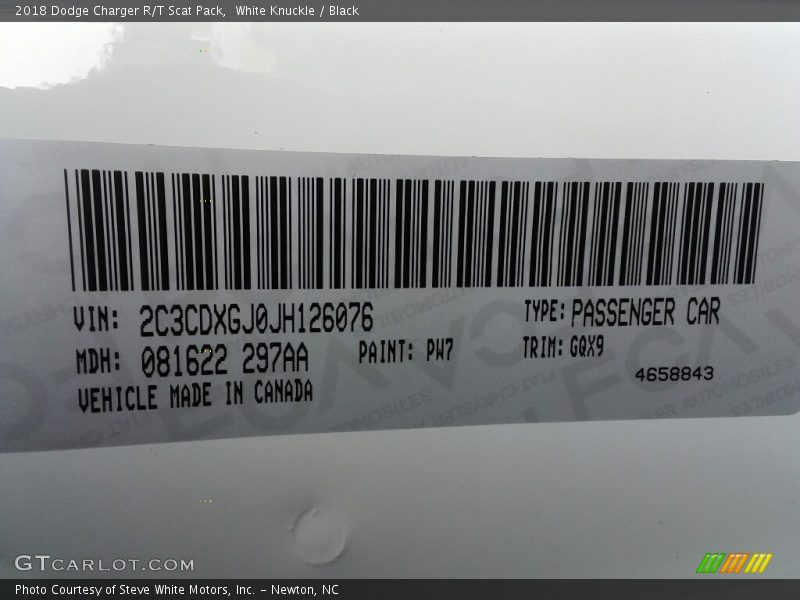 2018 Dodge Charger R/T Scat Pack, White Knuckle / Black
VIN: 2C3CDXGJ0JH126076 TYPE: PASSENGER CAR
MDH: 081622 297AA PAINT: PW7 TRIM: GQX9
VEHICLE MADE IN CANADA 4658843
GTCARLOT.COM
Photo Courtesy of Steve White Motors, Inc. – Newton, NC